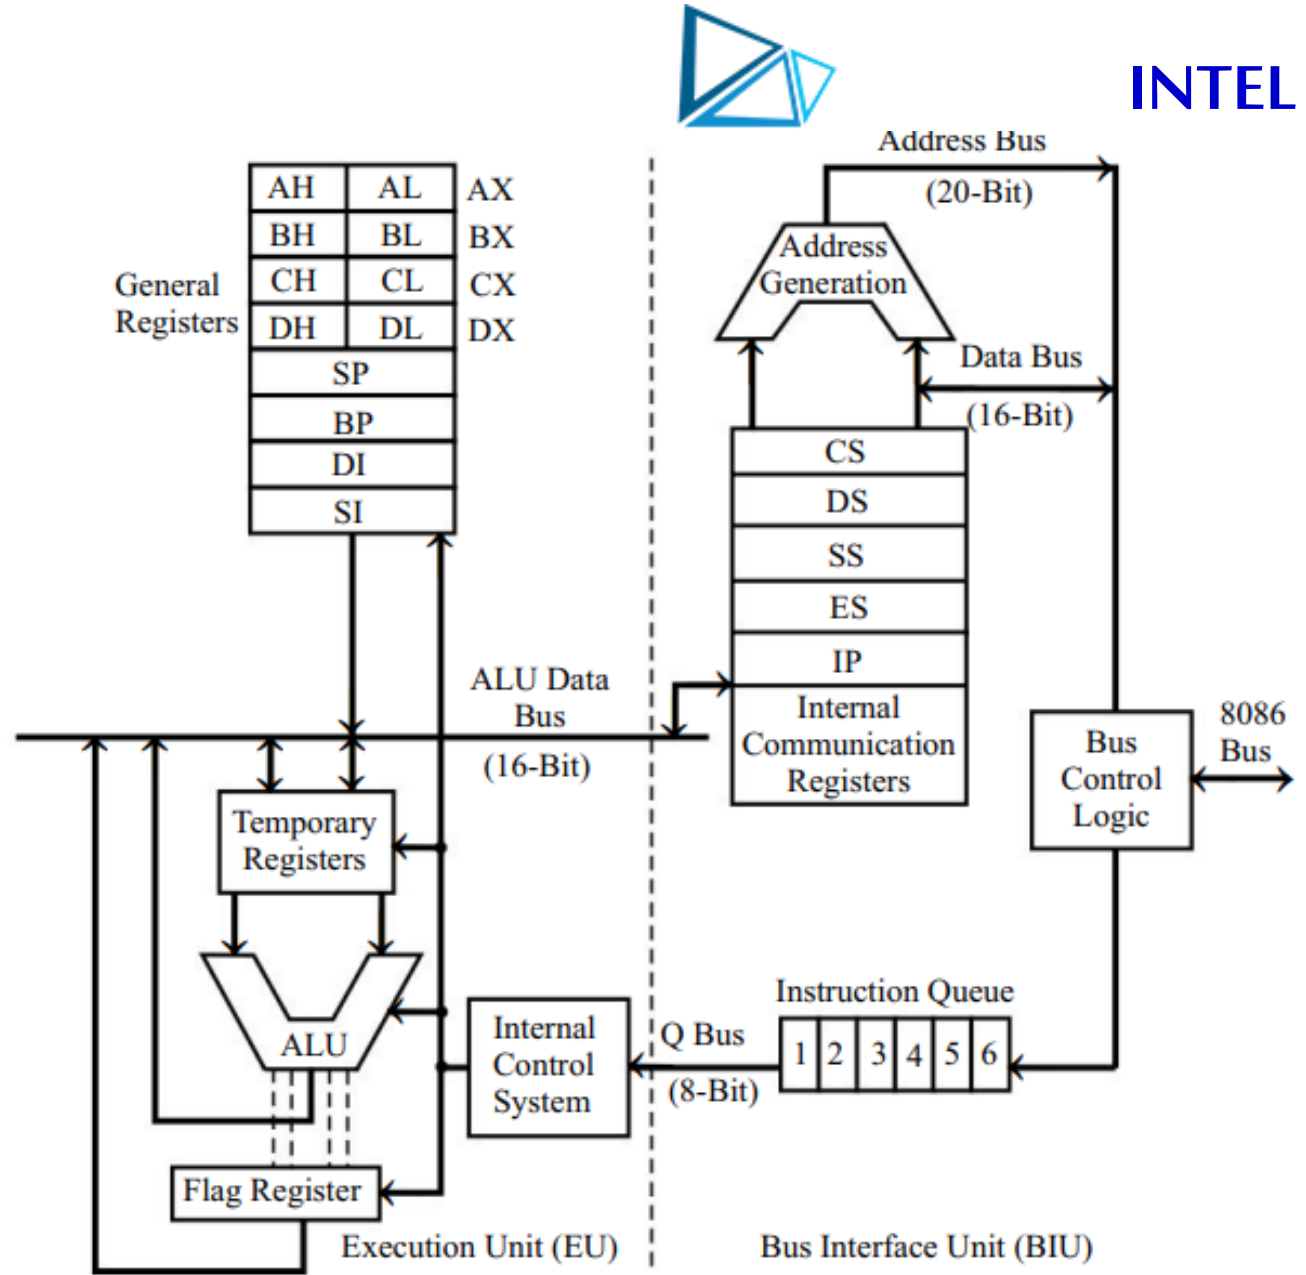 INTEL
Address Bus
(20-Bit)
AH AL AX
BH BL BX
CH CL CX
DH DL DX
General
Registers
SP
BP
DI
SI
Address
Generation
Data Bus
(16-Bit)
CS
DS
SS
ES
IP
Internal
Communication
Registers
ALU Data
Bus
(16-Bit)
8086
Bus
Bus
Control
Logic
Temporary
Registers
ALU
Internal
Control
System
Q Bus
(8-Bit)
Instruction Queue
1 2 3 4 5 6
Flag Register
Execution Unit (EU)
Bus Interface Unit (BIU)